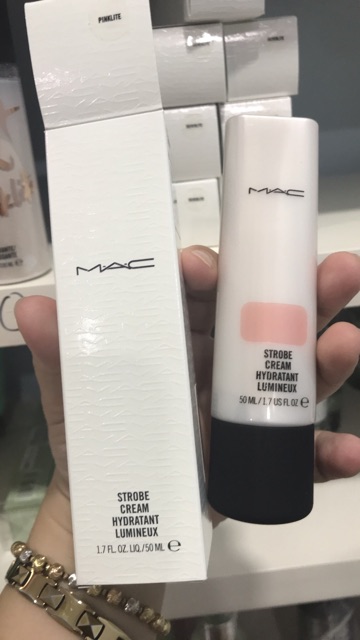 PINKLITE
MAC
STROBE
CREAM
HYDRATANT
LUMINEUX
1.7 FL. OZ. LIQ./50 ML e
MAC
STROBE
CREAM
HYDRATANT
LUMINEUX
50 ML / 1.7 US FL OZ e